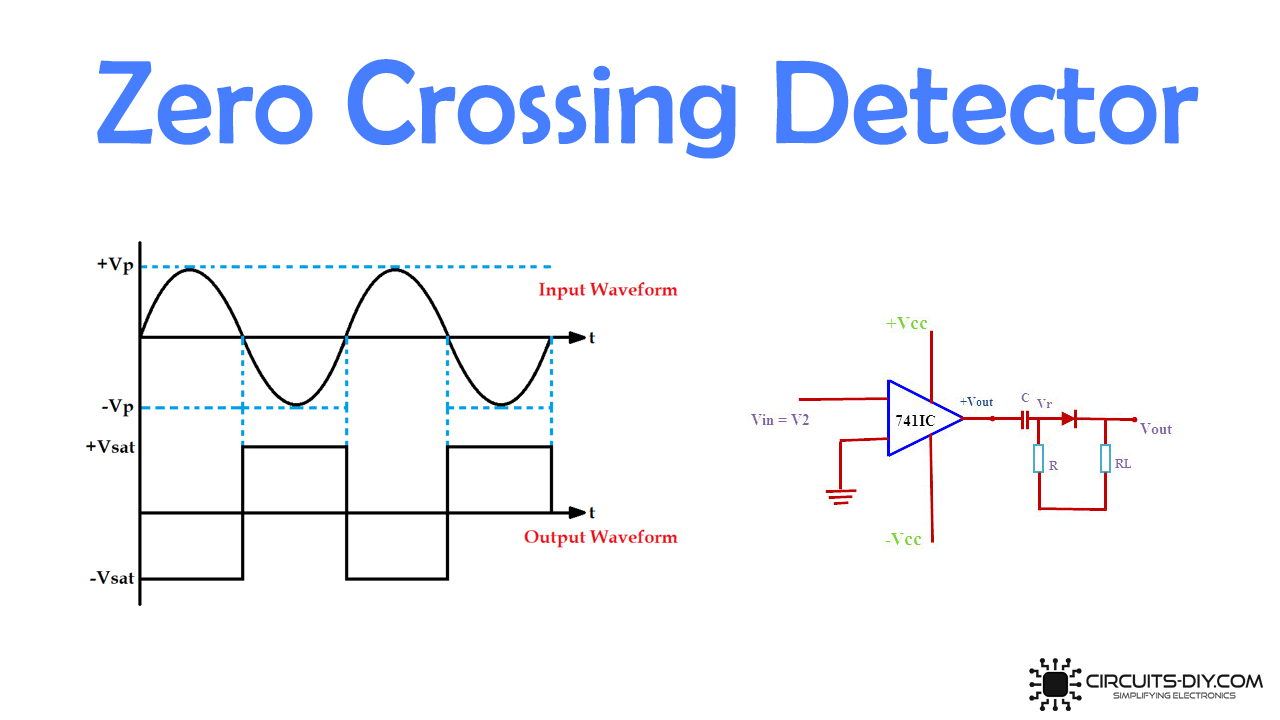 Zero Crossing Detector
+Vp
Input Waveform
t
-Vp
+Vsat
t
Output Waveform
-Vsat
+Vcc
Vin = V2
741IC
+Vout
C
Vr
Vout
R
RL
-Vcc
CIRCUITS-DIY.COM
SIMPLIFYING ELECTRONICS